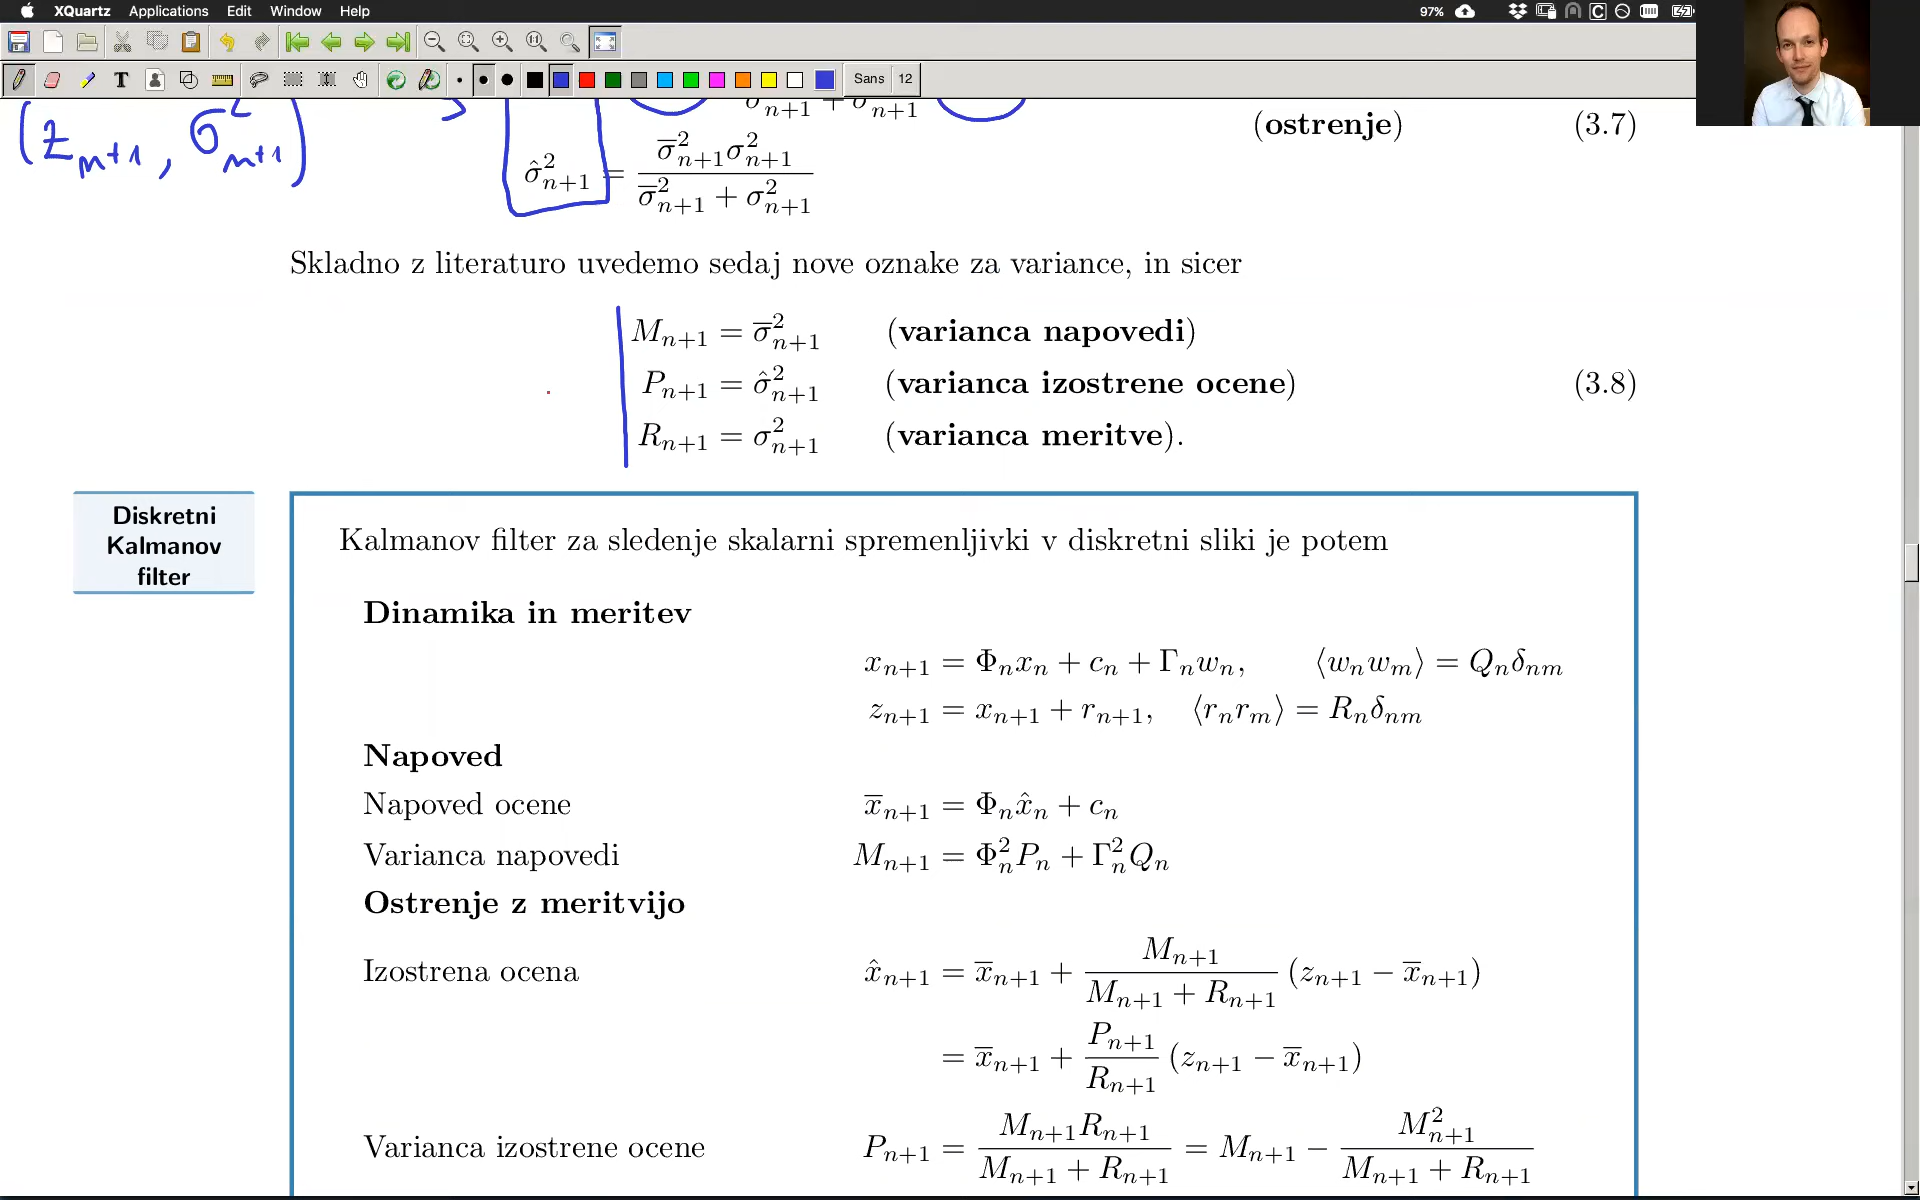 XQuartz Applications Edit Window Help 97%
Sans 12
(z_{n+1}, σ²_{n+1})
σ̂²_{n+1} = \frac{σ̅²_{n+1}σ²_{n+1}}{σ̅²_{n+1} + σ²_{n+1}} (ostrenje) (3.7)
Skladno z literaturo uvedemo sedaj nove oznake za variance, in sicer
M_{n+1} = σ̅²_{n+1} (varianca napovedi)
P_{n+1} = σ̂²_{n+1} (varianca izostrene ocene) (3.8)
R_{n+1} = σ²_{n+1} (varianca meritve).
Diskretni
Kalmanov
filter
Kalmanov filter za sledenje skalarni spremenljivki v diskretni sliki je potem
Dinamika in meritev
x_{n+1} = Φ_n x_n + c_n + Γ_n w_n, ⟨w_n w_m⟩ = Q_n δ_{nm}
z_{n+1} = x_{n+1} + r_{n+1}, ⟨r_n r_m⟩ = R_n δ_{nm}
Napoved
Napoved ocene x̅_{n+1} = Φ_n x̂_n + c_n
Varianca napovedi M_{n+1} = Φ²_n P_n + Γ²_n Q_n
Ostrenje z meritvijo
Izostrena ocena x̂_{n+1} = x̅_{n+1} + \frac{M_{n+1}}{M_{n+1} + R_{n+1}} (z_{n+1} − x̅_{n+1})
= x̅_{n+1} + \frac{P_{n+1}}{R_{n+1}} (z_{n+1} − x̅_{n+1})
Varianca izostrene ocene P_{n+1} = \frac{M_{n+1}R_{n+1}}{M_{n+1} + R_{n+1}} = M_{n+1} − \frac{M²_{n+1}}{M_{n+1} + R_{n+1}}